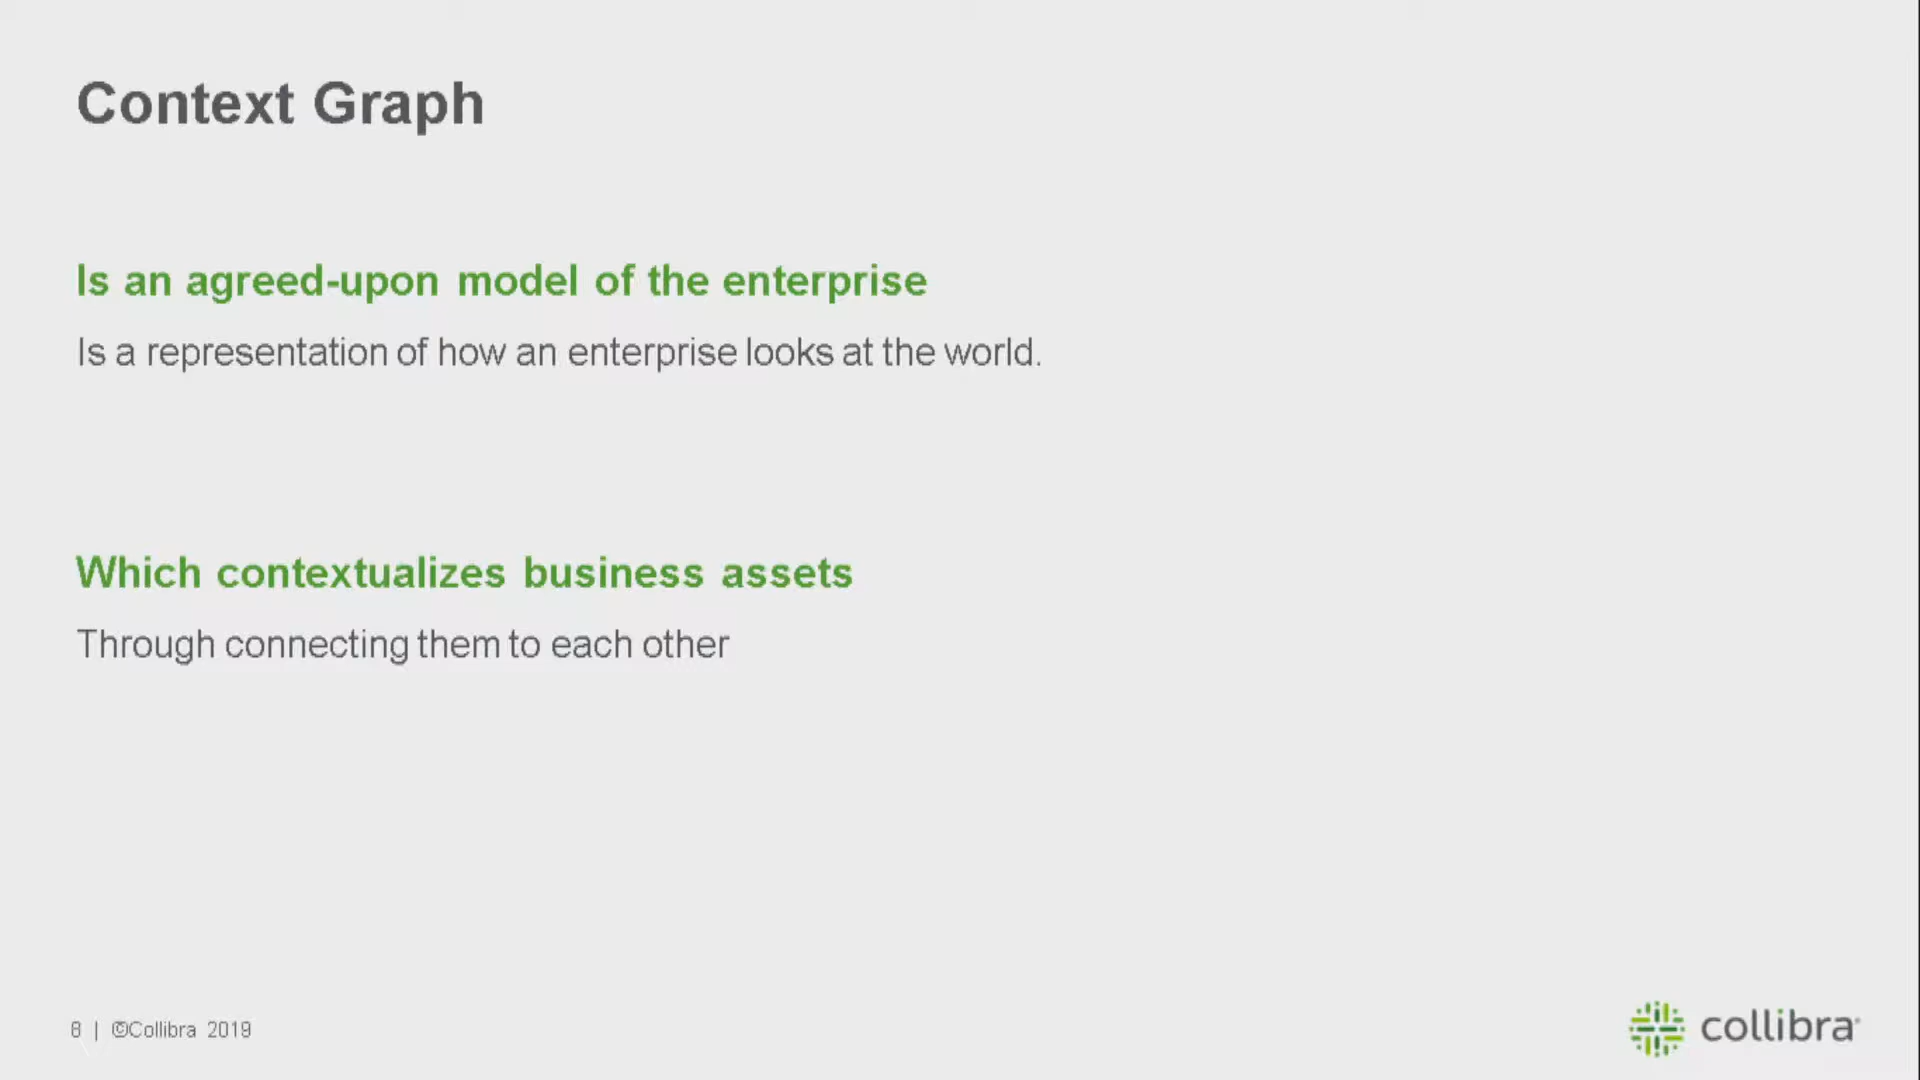 Context Graph
Is an agreed-upon model of the enterprise
Is a representation of how an enterprise looks at the world.
Which contextualizes business assets
Through connecting them to each other
8 | ©Collibra 2019
collibra